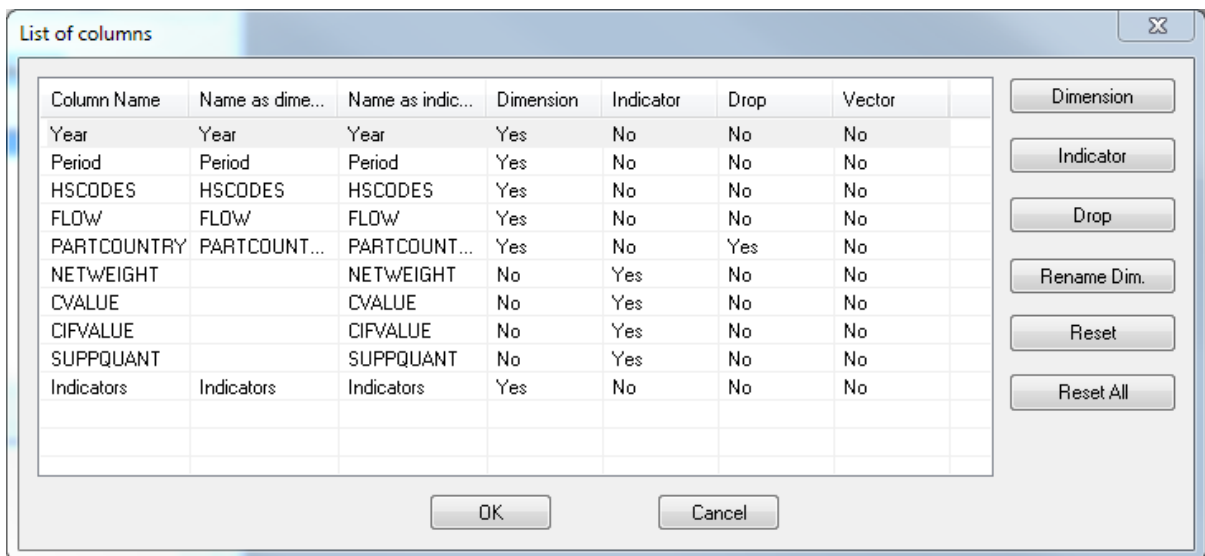 List of columns
Column Name Name as dime... Name as indic... Dimension Indicator Drop Vector
Year Year Year Yes No No No
Period Period Period Yes No No No
HSCODES HSCODES HSCODES Yes No No No
FLOW FLOW FLOW Yes No No No
PARTCOUNTRY PARTCOUNT... PARTCOUNT... Yes No Yes No
NETWEIGHT NETWEIGHT No Yes No No
CVALUE CVALUE No Yes No No
CIFVALUE CIFVALUE No Yes No No
SUPPQUANT SUPPQUANT No Yes No No
Indicators Indicators Indicators Yes No No No
Dimension
Indicator
Drop
Rename Dim.
Reset
Reset All
OK Cancel